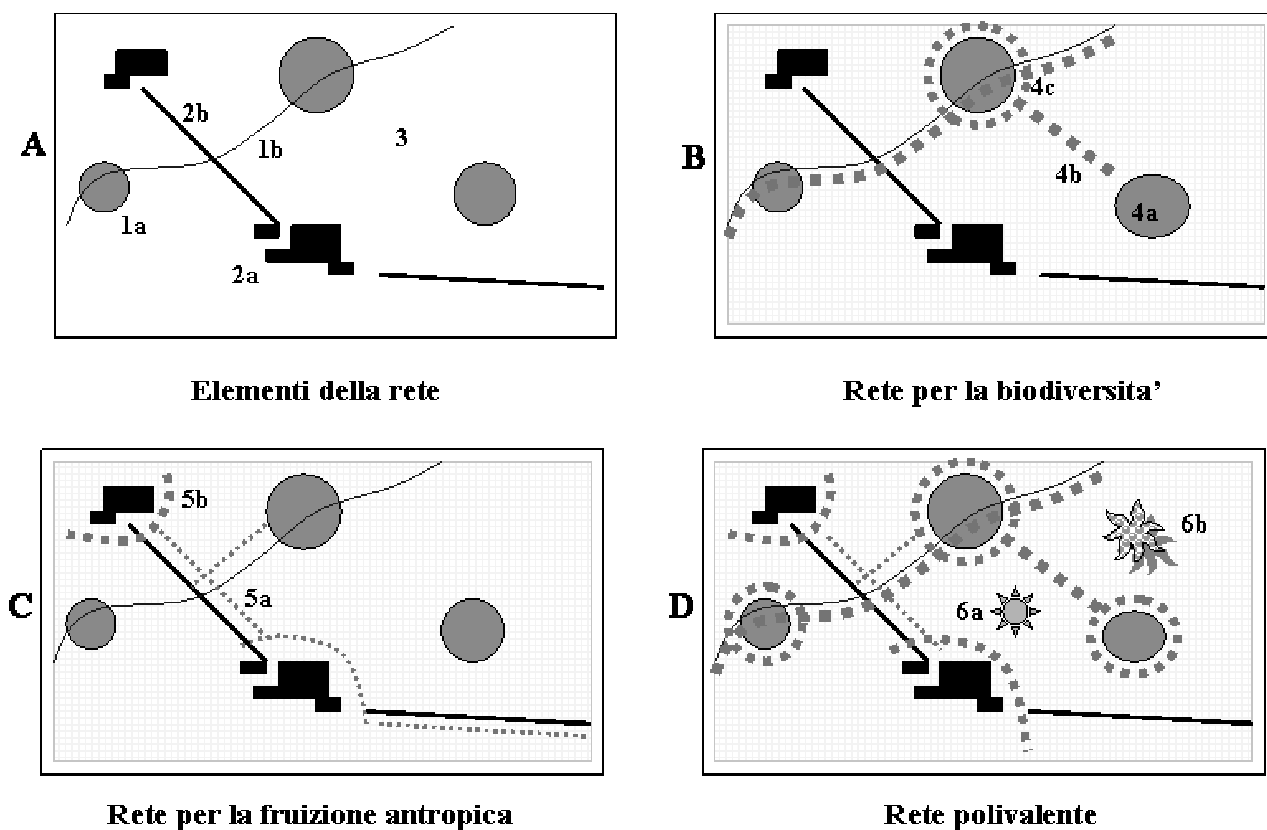 A
2b
1b
3
1a
2a
Elementi della rete
B
4c
4b
4a
Rete per la biodiversita’
C
5b
5a
Rete per la fruizione antropica
D
6b
6a
Rete polivalente